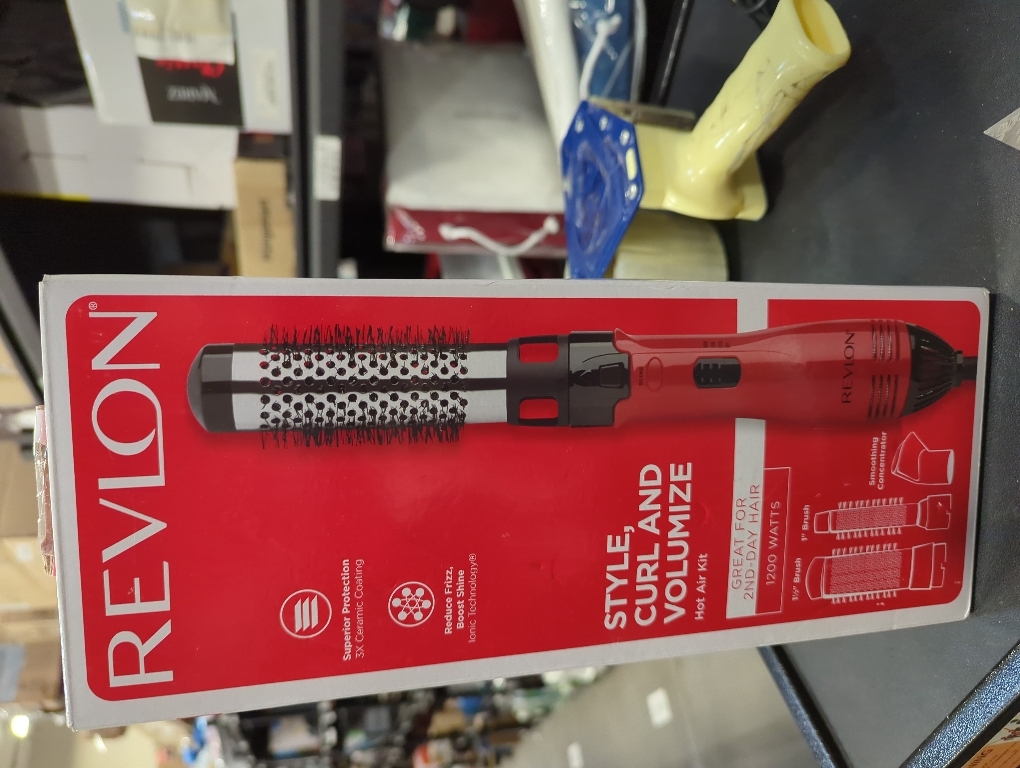 REVLON®
Superior Protection
3X Ceramic Coating
Reduce Frizz,
Boost Shine
Ionic Technology®
REVLON
STYLE,
CURL AND
VOLUMIZE
Hot Air Kit
GREAT FOR
2ND-DAY HAIR
1200 WATTS
1½" Brush
1" Brush
Smoothing
Concentrator